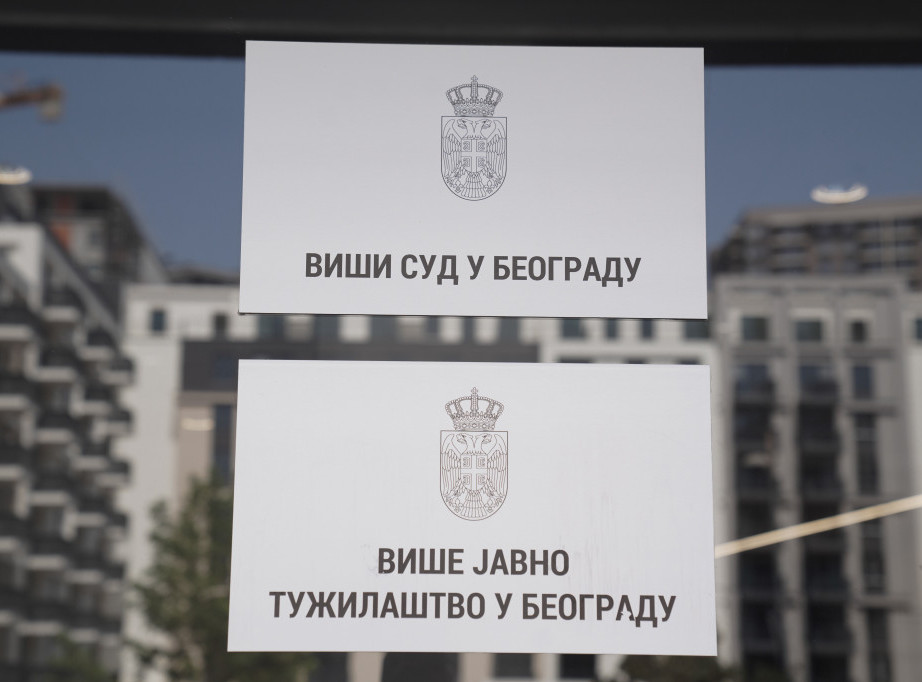 ВИШИ СУД У БЕОГРАДУ
ВИШЕ ЈАВНО
ТУЖИЛАШТВО У БЕОГРАДУ